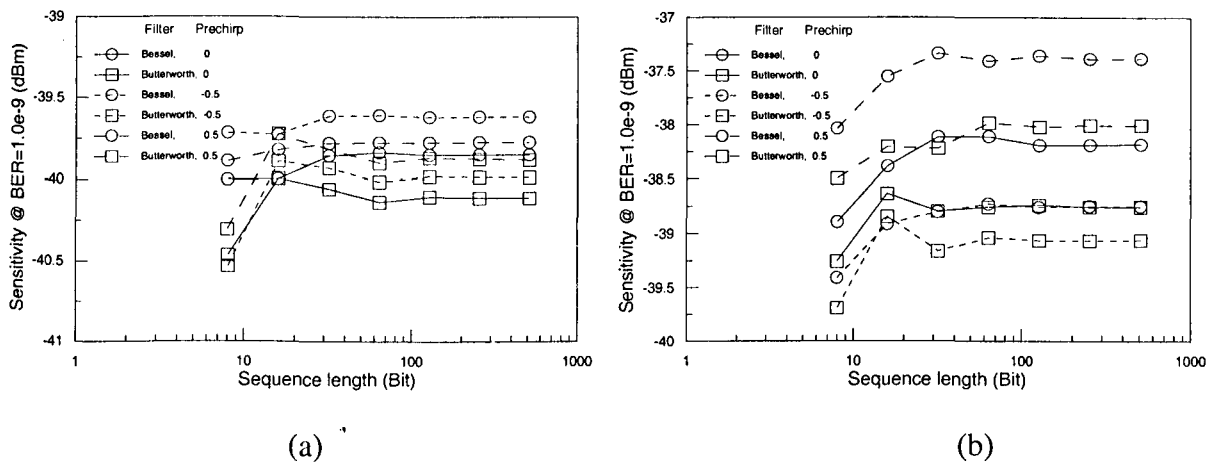 -39
-39.5
-40
-40.5
-41
Sensitivity @ BER=1.0e-9 (dBm)
Filter Prechirp
Bessel, 0
Butterworth, 0
Bessel, -0.5
Butterworth, -0.5
Bessel, 0.5
Butterworth, 0.5
1 10 100 1000
Sequence length (Bit)
(a)
-37
-37.5
-38
-38.5
-39
-39.5
-40
Sensitivity @ BER=1.0e-9 (dBm)
Filter Prechirp
Bessel, 0
Butterworth, 0
Bessel, -0.5
Butterworth, -0.5
Bessel, 0.5
Butterworth, 0.5
1 10 100 1000
Sequence length (Bit)
(b)